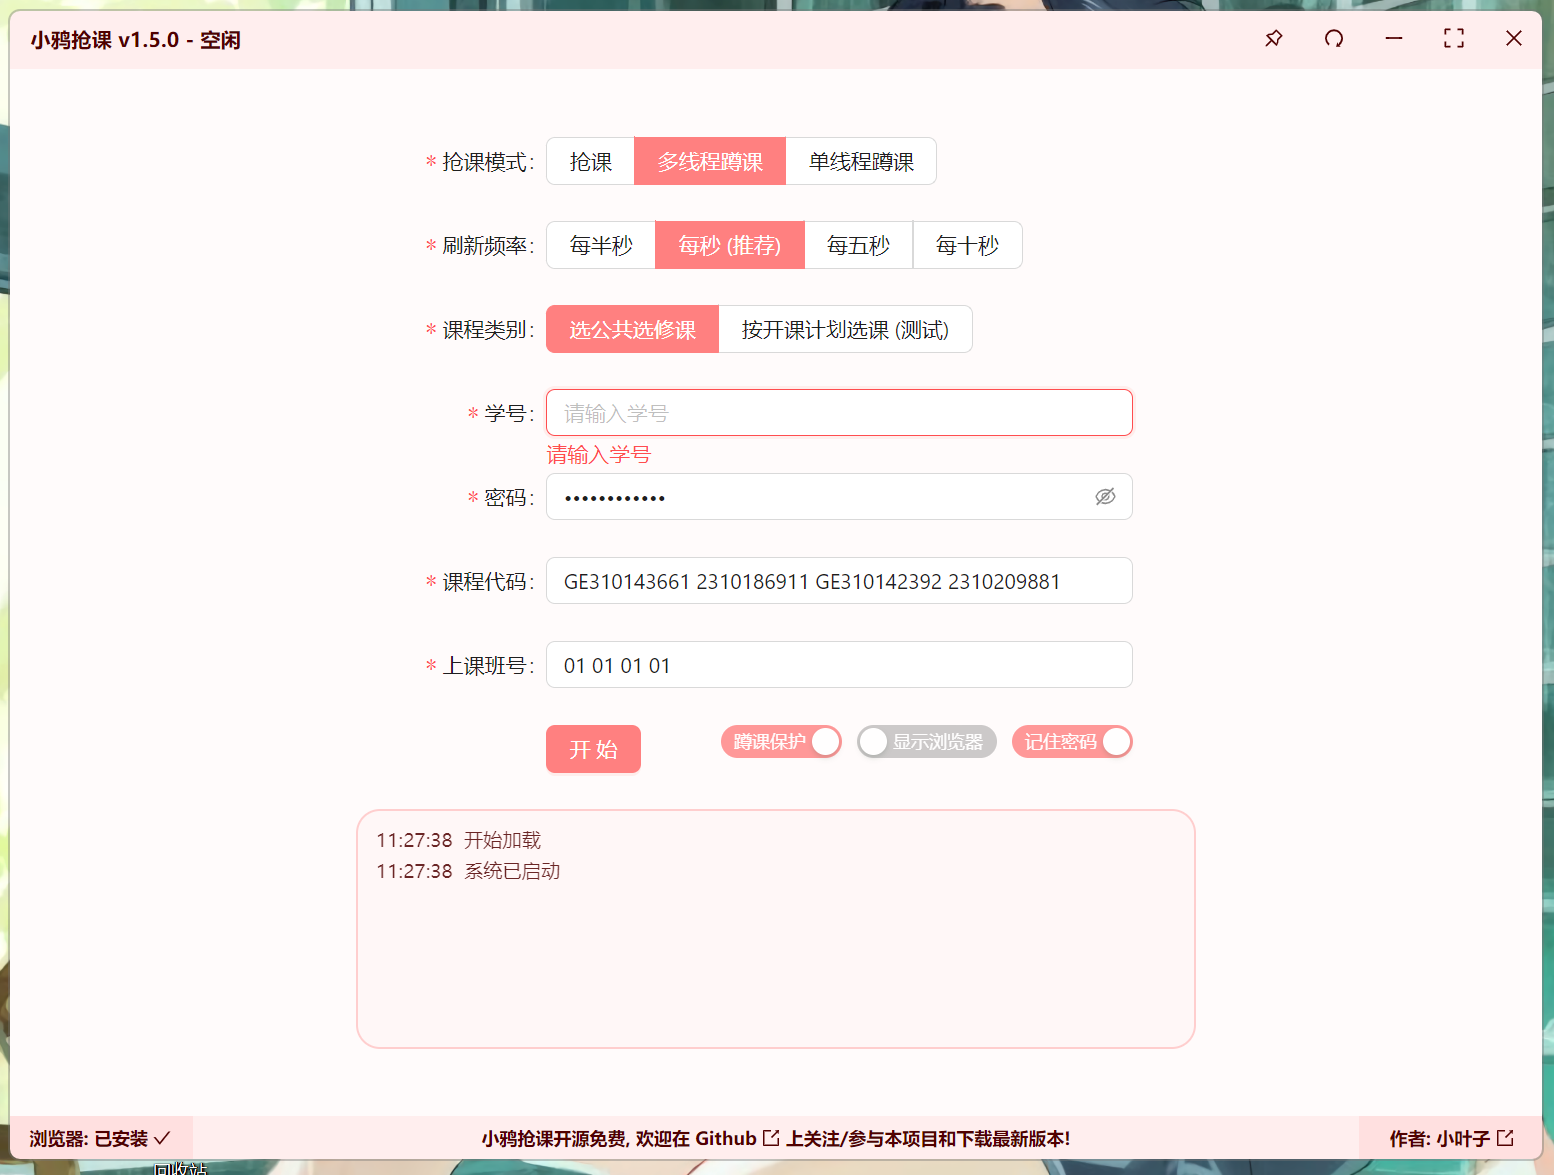 小鸦抢课 v1.5.0 - 空闲
* 抢课模式: 抢课 多线程蹲课 单线程蹲课
* 刷新频率: 每半秒 每秒 (推荐) 每五秒 每十秒
* 课程类别: 选公共选修课 按开课计划选课 (测试)
* 学号: 请输入学号
请输入学号
* 密码: ••••••••••••
* 课程代码: GE310143661 2310186911 GE310142392 2310209881
* 上课班号: 01 01 01 01
开始 蹲课保护 显示浏览器 记住密码
11:27:38 开始加载
11:27:38 系统已启动
浏览器: 已安装 小鸦抢课开源免费, 欢迎在 Github 上关注/参与本项目和下载最新版本! 作者: 小叶子
回收站